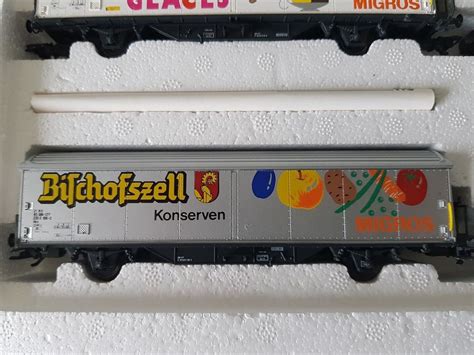 GLACES
MIGROS
Bischofszell
Konserven
MIGROS